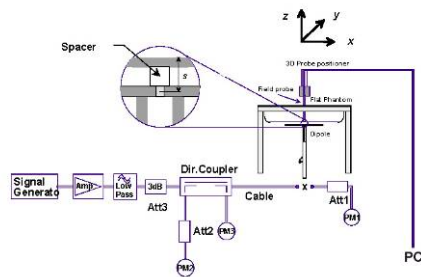 z
y
x
3D Probe positioner
Spacer
s
Field probe
Flat Phantom
Dipole
Dir.Coupler
Signal
Generato
Amp
Low
Pass
3dB
Att3
Cable
x
Att1
PM1
Att2
PM3
PM2
PC